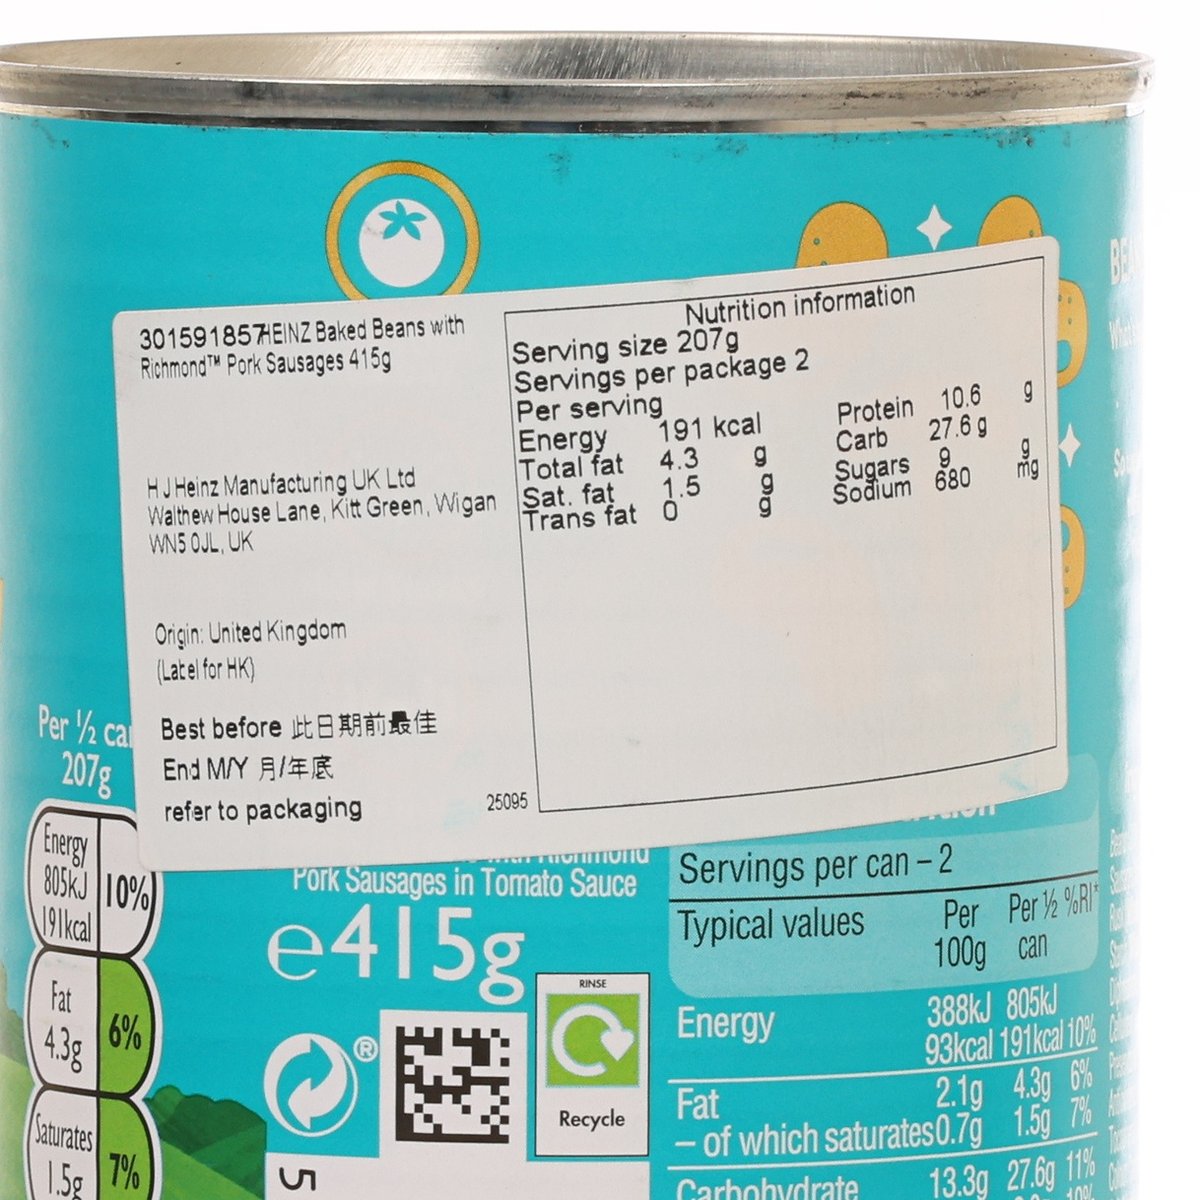 301591857HEINZ Baked Beans with
Richmond™ Pork Sausages 415g
H J Heinz Manufacturing UK Ltd
Walthew House Lane, Kitt Green, Wigan
WN5 0JL, UK
Origin: United Kingdom
(Label for HK)
Best before 此日期前最佳
End M/Y 月/年底
refer to packaging
25095
Nutrition information
Serving size 207g
Servings per package 2
Per serving
Energy 191 kcal
Total fat 4.3 g
Sat. fat 1.5 g
Trans fat 0 g
Protein 10.6 g
Carb 27.6 g
Sugars 9 g
Sodium 680 mg
Per ½
207g
Energy
805kJ
191kcal
10%
Fat
4.3g
6%
Saturates
1.5g
7%
Pork Sausages in Tomato Sauce
e415g
®
RINSE
Recycle
5
Servings per can – 2
Typical values Per 100g Per ½ can %RI*
Energy 388kJ 805kJ
93kcal 191kcal 10%
Fat 2.1g 4.3g 6%
– of which saturates 0.7g 1.5g 7%
Carbohydrate 13.3g 27.6g 11%